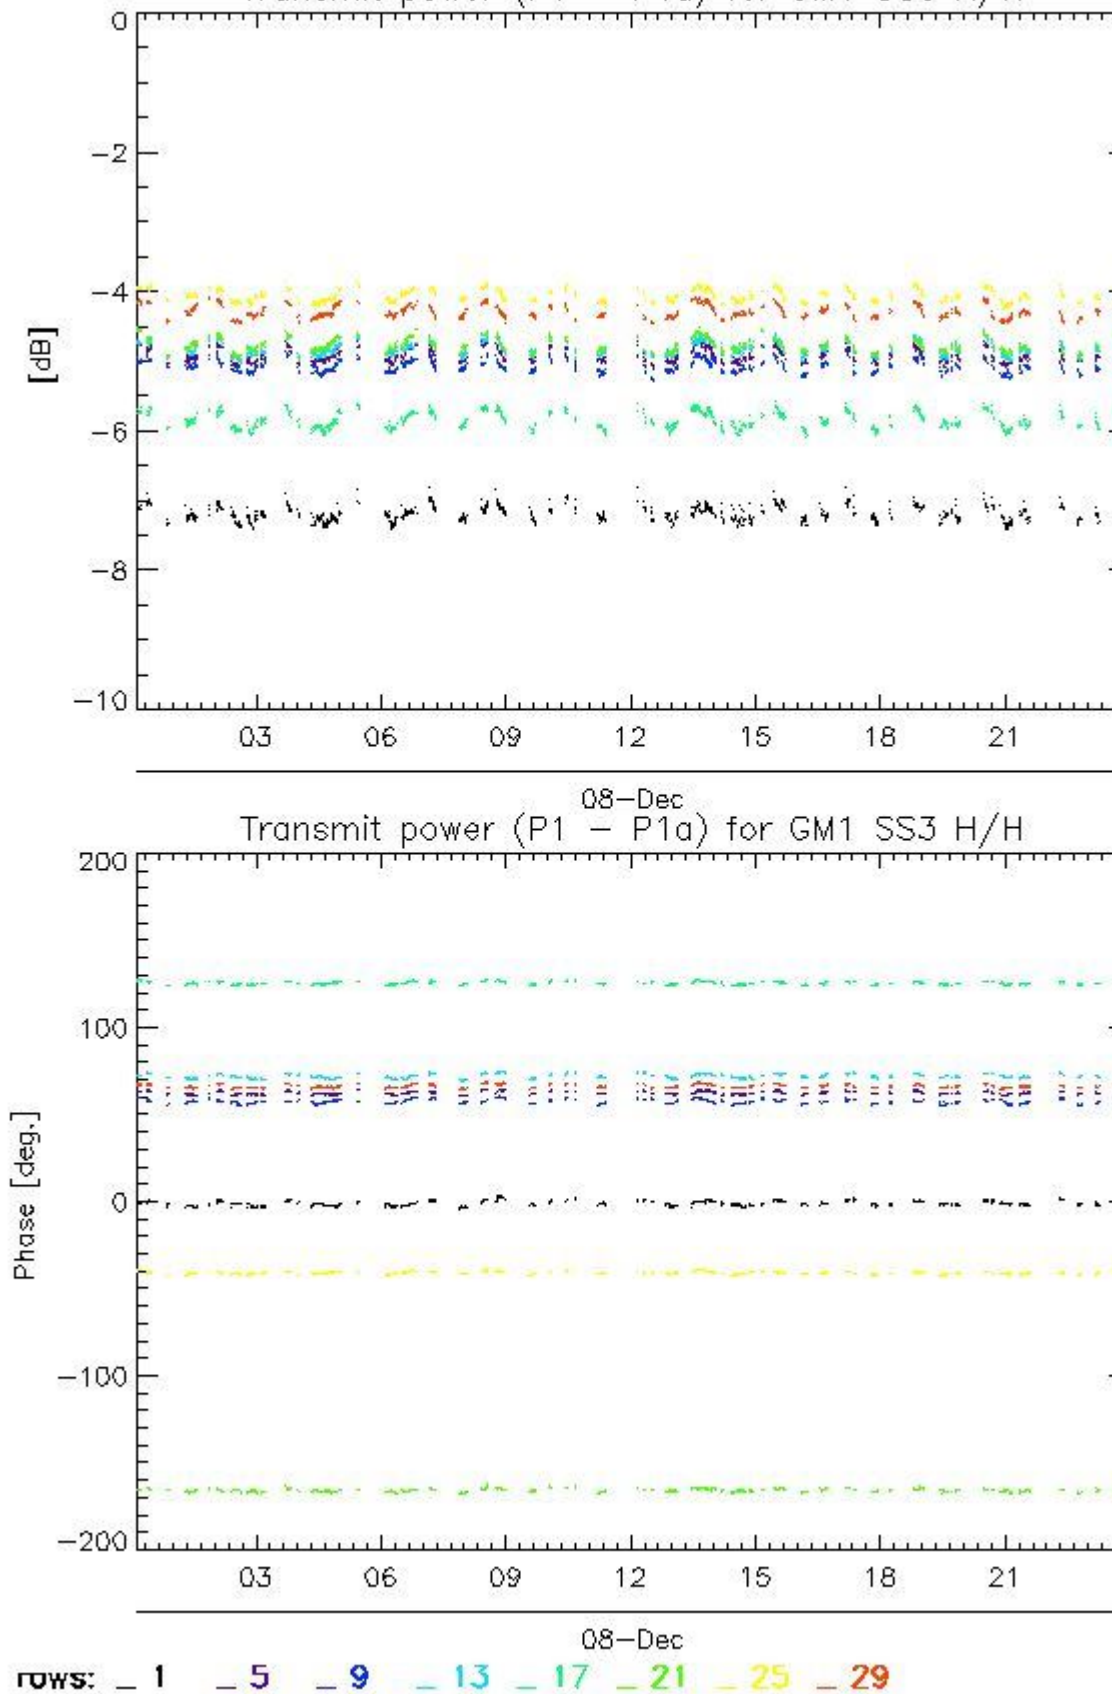 0
−2
−4
[dB]
−6
−8
−10
03 06 09 12 15 18 21
08−Dec
Transmit power (P1 − P1a) for GM1 SS3 H/H
200
100
Phase [deg.]
0
−100
−200
03 06 09 12 15 18 21
08−Dec
rows: _ 1 _ 5 _ 9 _ 13 _ 17 _ 21 _ 25 _ 29